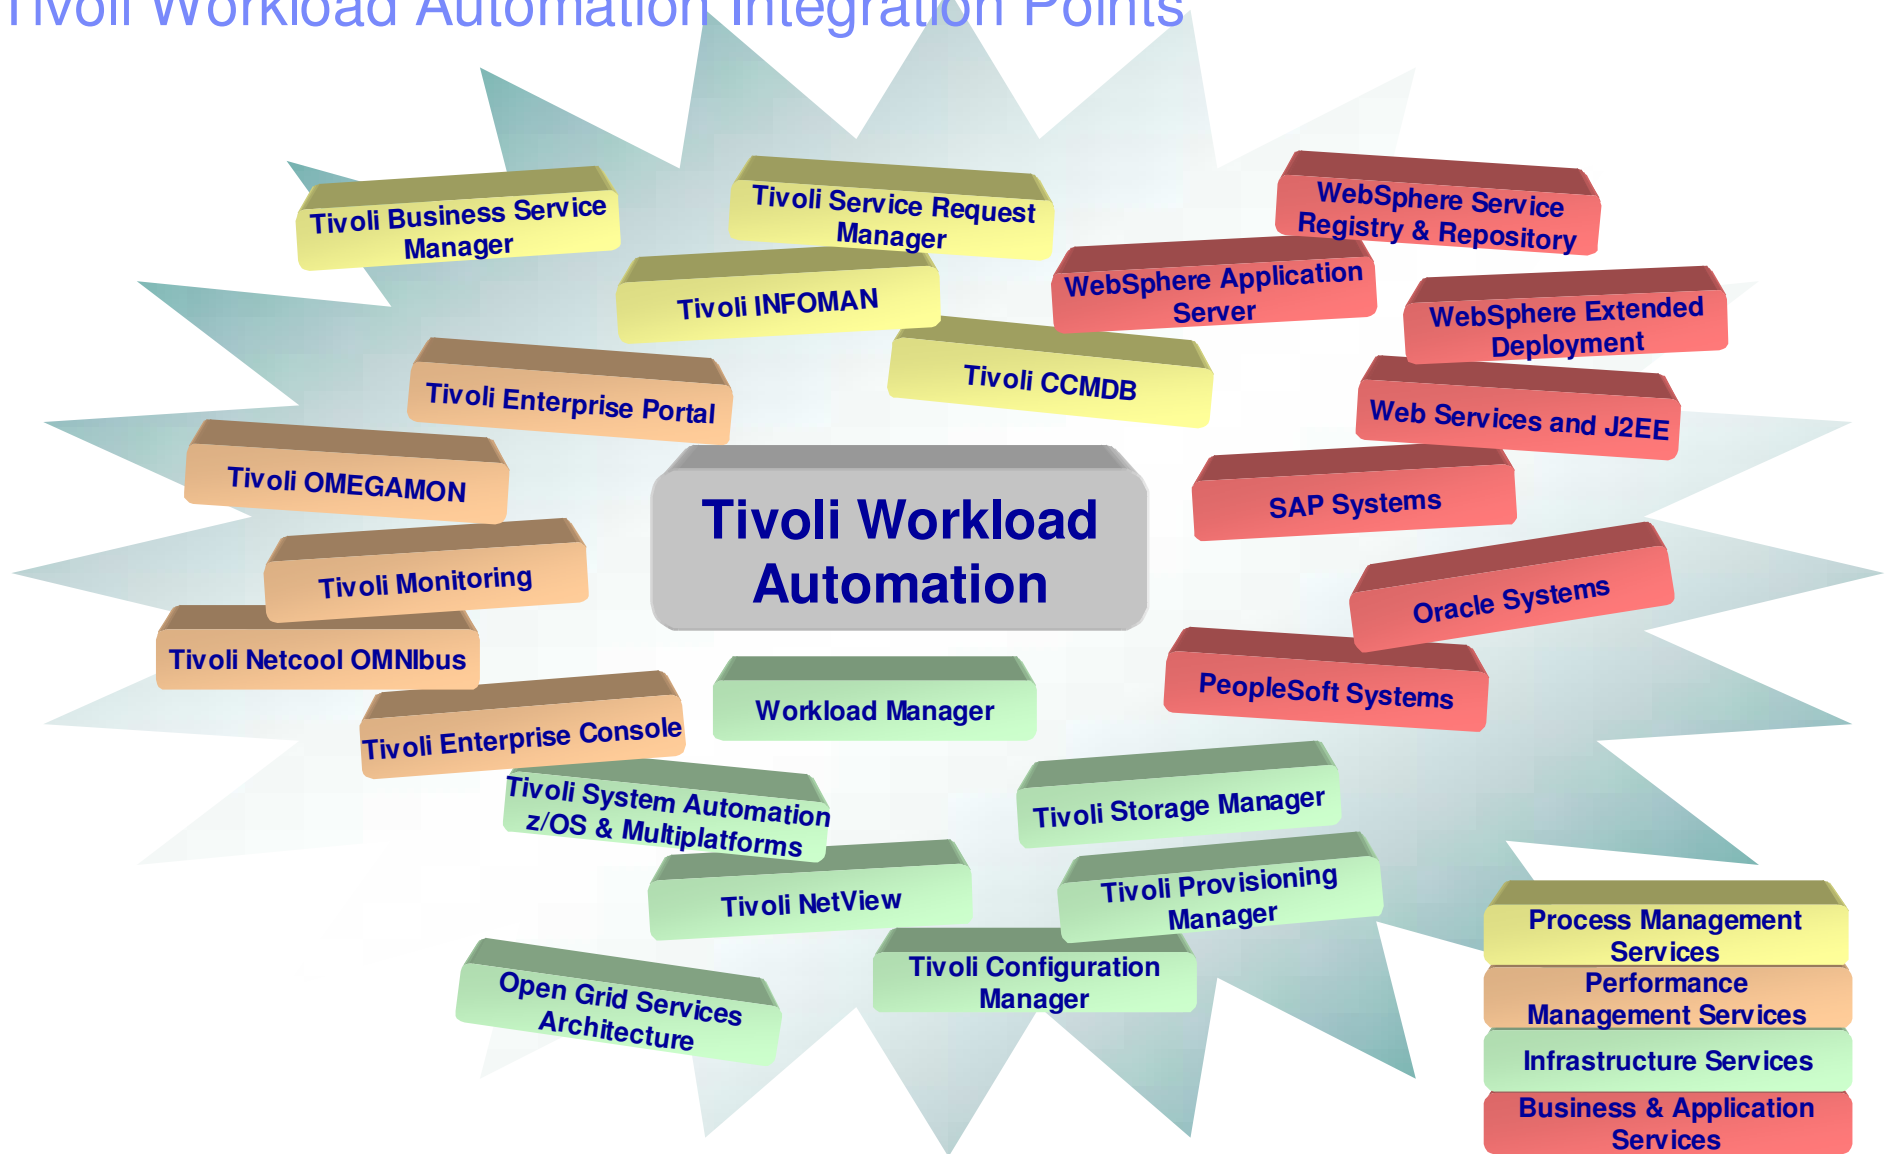 Tivoli Workload Automation Integration Points
Tivoli Business Service
Manager
Tivoli Service Request
Manager
WebSphere Service
Registry & Repository
Tivoli INFOMAN
WebSphere Application
Server
WebSphere Extended
Deployment
Tivoli CCMDB
Tivoli Enterprise Portal
Web Services and J2EE
Tivoli OMEGAMON
SAP Systems
Tivoli Workload
Automation
Tivoli Monitoring
Oracle Systems
Tivoli Netcool OMNIbus
PeopleSoft Systems
Workload Manager
Tivoli Enterprise Console
Tivoli System Automation
z/OS & Multiplatforms
Tivoli Storage Manager
Tivoli NetView
Tivoli Provisioning
Manager
Tivoli Configuration
Manager
Open Grid Services
Architecture
Process Management
Services
Performance
Management Services
Infrastructure Services
Business & Application
Services